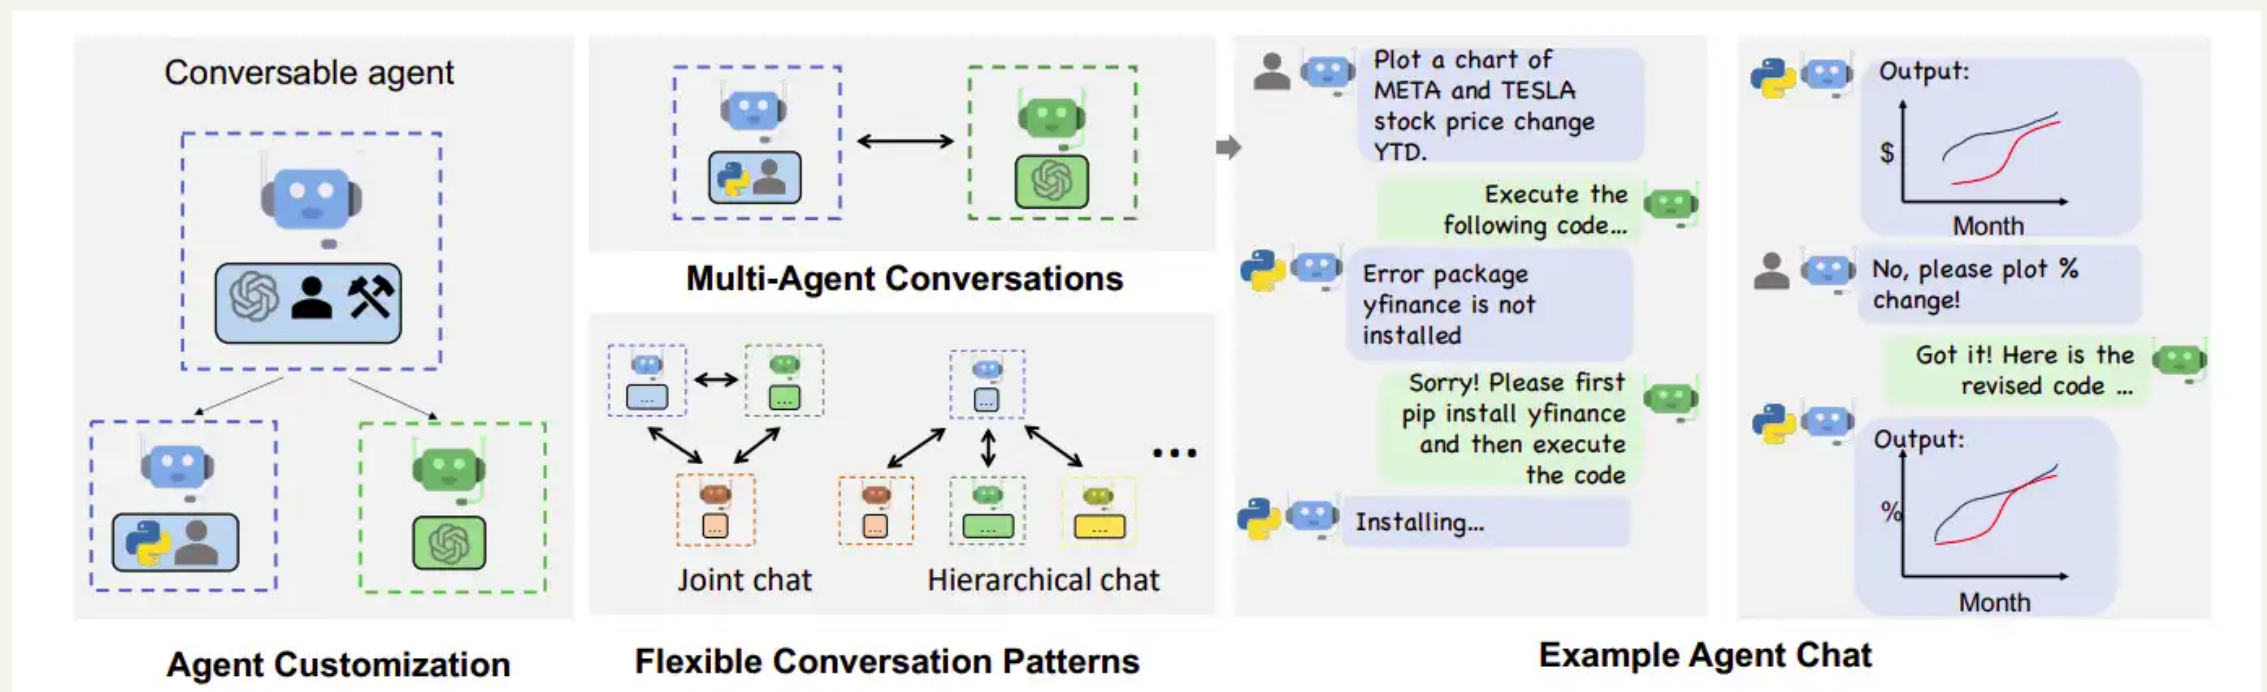 Conversable agent
Agent Customization
Multi-Agent Conversations
...
...
...
...
...
...
...
...
Joint chat
Hierarchical chat
Flexible Conversation Patterns
Plot a chart of
META and TESLA
stock price change
YTD.
Execute the
following code...
Error package
yfinance is not
installed
Sorry! Please first
pip install yfinance
and then execute
the code
Installing...
Output:
$
Month
No, please plot %
change!
Got it! Here is the
revised code ...
Output:
%
Month
Example Agent Chat